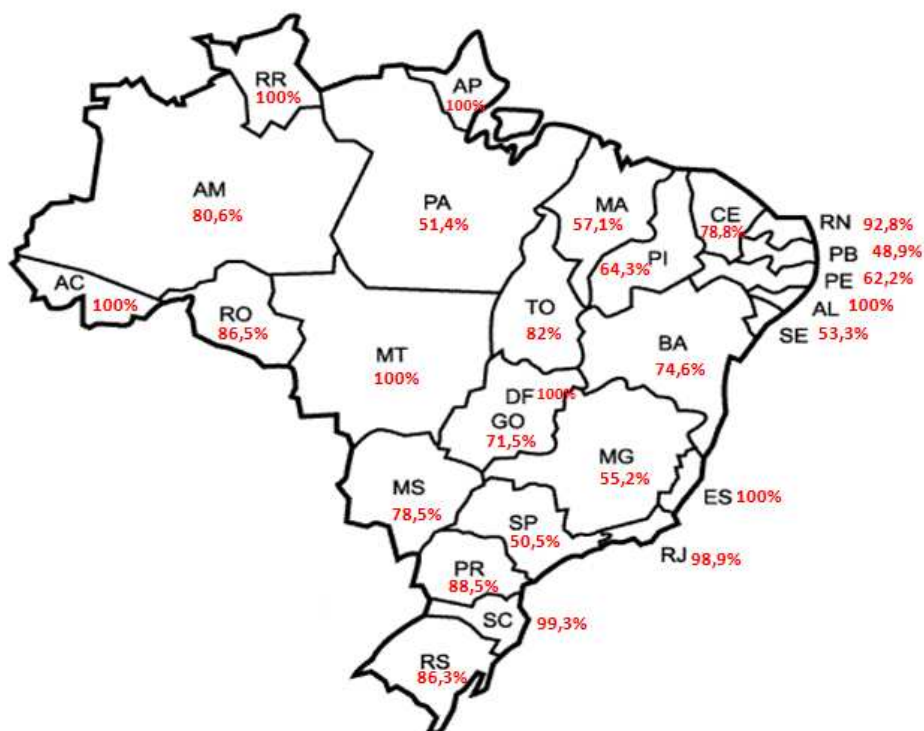 RR
100%
AP
100%
AM
80,6%
PA
51,4%
MA
57,1%
CE
78,8%
RN 92,8%
PB 48,9%
PI
64,3%
PE 62,2%
AC
100%
RO
86,5%
TO
82%
AL 100%
SE 53,3%
MT
100%
BA
74,6%
DF 100%
GO
71,5%
MG
55,2%
MS
78,5%
ES 100%
SP
50,5%
RJ 98,9%
PR
88,5%
SC 99,3%
RS
86,3%